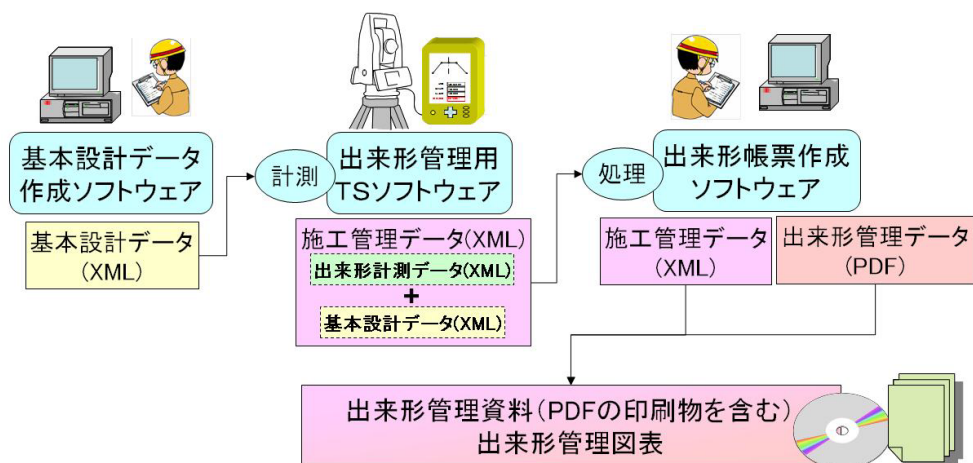 基本設計データ
作成ソフトウェア
基本設計データ
(XML)
計測
出来形管理用
TSソフトウェア
施工管理データ(XML)
出来形計測データ(XML)
+
基本設計データ(XML)
処理
出来形帳票作成
ソフトウェア
施工管理データ
(XML)
出来形管理データ
(PDF)
出来形管理資料(PDFの印刷物を含む)
出来形管理図表